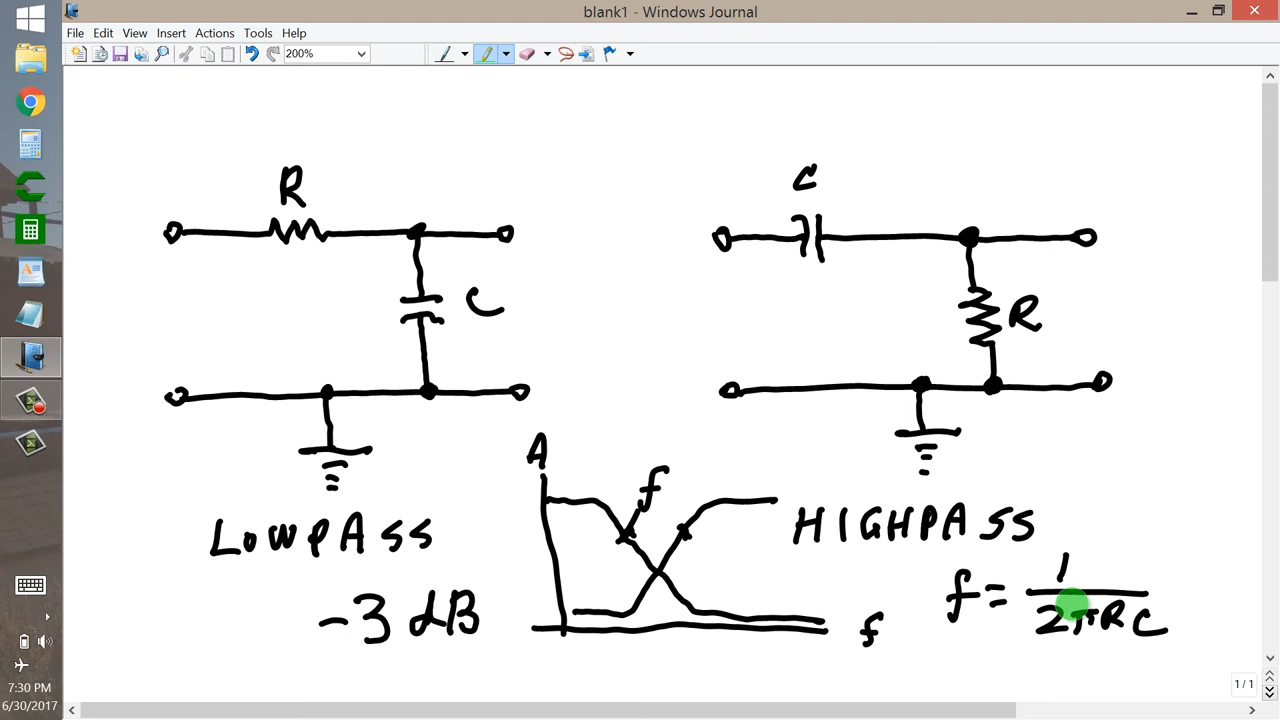 blank1 - Windows Journal
File Edit View Insert Actions Tools Help
200%
R
C
C
R
A
f
LOWPASS
HIGHPASS
-3 dB
f
f = 1
2πRC
1/1
7:30 PM
6/30/2017